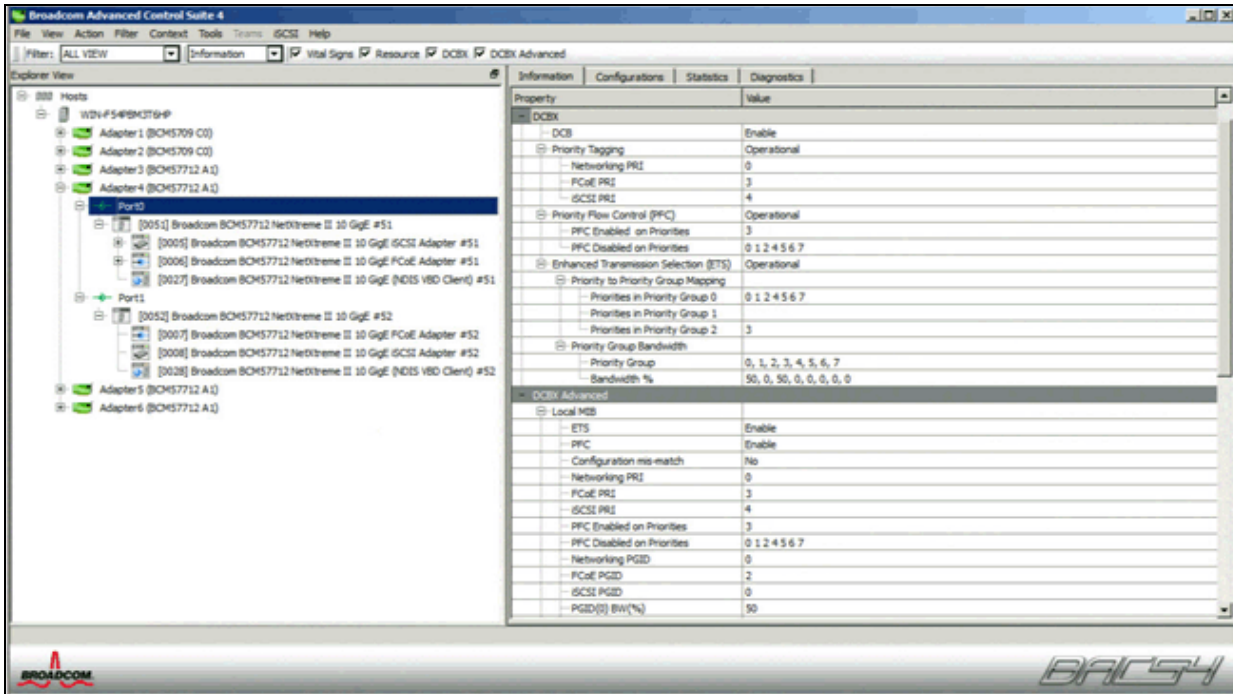 Broadcom Advanced Control Suite 4
File View Action Filter Context Tools Teams iSCSI Help
Filter: ALL VIEW Information Vital Signs Resource DCBX DCBX Advanced
Explorer View
Hosts
WIN-F54PBM3T6HP
Adapter1 (BCM5709 C0)
Adapter2 (BCM5709 C0)
Adapter3 (BCM57712 A1)
Adapter4 (BCM57712 A1)
Port0
[0051] Broadcom BCM57712 NetXtreme II 10 GigE #51
[0005] Broadcom BCM57712 NetXtreme II 10 GigE iSCSI Adapter #51
[0006] Broadcom BCM57712 NetXtreme II 10 GigE FCoE Adapter #51
[0027] Broadcom BCM57712 NetXtreme II 10 GigE (NDIS VBD Client) #51
Port1
[0052] Broadcom BCM57712 NetXtreme II 10 GigE #52
[0007] Broadcom BCM57712 NetXtreme II 10 GigE FCoE Adapter #52
[0008] Broadcom BCM57712 NetXtreme II 10 GigE iSCSI Adapter #52
[0028] Broadcom BCM57712 NetXtreme II 10 GigE (NDIS VBD Client) #52
Adapter5 (BCM57712 A1)
Adapter6 (BCM57712 A1)
Information Configurations Statistics Diagnostics
Property Value
DCBX
DCB Enable
Priority Tagging Operational
Networking PRI 0
FCoE PRI 3
iSCSI PRI 4
Priority Flow Control (PFC) Operational
PFC Enabled on Priorities 3
PFC Disabled on Priorities 0 1 2 4 5 6 7
Enhanced Transmission Selection (ETS) Operational
Priority to Priority Group Mapping
Priorities in Priority Group 0 0 1 2 4 5 6 7
Priorities in Priority Group 1
Priorities in Priority Group 2 3
Priority Group Bandwidth
Priority Group 0, 1, 2, 3, 4, 5, 6, 7
Bandwidth % 50, 0, 50, 0, 0, 0, 0, 0
DCBX Advanced
Local MIB
ETS Enable
PFC Enable
Configuration mis-match No
Networking PRI 0
FCoE PRI 3
iSCSI PRI 4
PFC Enabled on Priorities 3
PFC Disabled on Priorities 0 1 2 4 5 6 7
Networking PGID 0
FCoE PGID 2
iSCSI PGID 0
PGID(0) BW(%) 50
BROADCOM.
BACS4